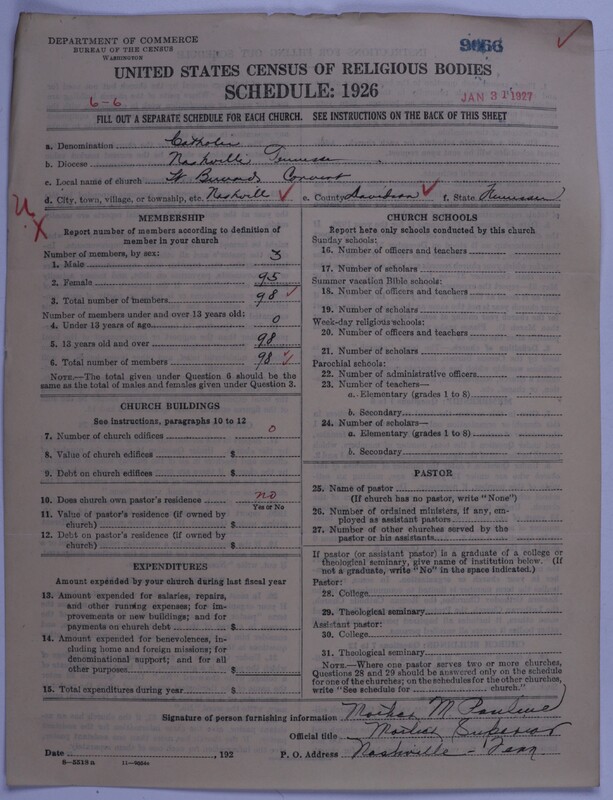 DEPARTMENT OF COMMERCE
BUREAU OF THE CENSUS
WASHINGTON
9066
UNITED STATES CENSUS OF RELIGIOUS BODIES
SCHEDULE: 1926
6-6
JAN 31 1927
FILL OUT A SEPARATE SCHEDULE FOR EACH CHURCH. SEE INSTRUCTIONS ON THE BACK OF THIS SHEET
a. Denomination Catholic
b. Diocese Nashville Tennessee
c. Local name of church St Bernards Convent
d. City, town, village, or township, etc. Nashville e. County Davidson f. State Tennessee
MEMBERSHIP
Report number of members according to definition of
member in your church
Number of members, by sex:
1. Male 3
2. Female 95
3. Total number of members 98
Number of members under and over 13 years old:
4. Under 13 years of age 0
5. 13 years old and over 98
6. Total number of members 98
NOTE.—The total given under Question 6 should be
the same as the total of males and females given under Question 3.
CHURCH BUILDINGS
See instructions, paragraphs 10 to 12
7. Number of church edifices 0
8. Value of church edifices $
9. Debt on church edifices $
10. Does church own pastor's residence no
Yes or No
11. Value of pastor's residence (if owned by
church) $
12. Debt on pastor's residence (if owned by
church) $
EXPENDITURES
Amount expended by your church during last fiscal year
13. Amount expended for salaries, repairs,
and other running expenses; for im-
provements or new buildings; and for
payments on church debt $
14. Amount expended for benevolences, in-
cluding home and foreign missions; for
denominational support; and for all
other purposes $
15. Total expenditures during year $
CHURCH SCHOOLS
Report here only schools conducted by this church
Sunday schools:
16. Number of officers and teachers
17. Number of scholars
Summer vacation Bible schools:
18. Number of officers and teachers
19. Number of scholars
Week-day religious schools:
20. Number of officers and teachers
21. Number of scholars
Parochial schools:
22. Number of administrative officers
23. Number of teachers—
a. Elementary (grades 1 to 8)
b. Secondary
24. Number of scholars—
a. Elementary (grades 1 to 8)
b. Secondary
PASTOR
25. Name of pastor
(If church has no pastor, write "None")
26. Number of ordained ministers, if any, em-
ployed as assistant pastors
27. Number of other churches served by the
pastor or his assistants
If pastor (or assistant pastor) is a graduate of a college or
theological seminary, give name of institution below. (If
not a graduate, write "No" in the space indicated.)
Pastor:
28. College
29. Theological seminary
Assistant pastor:
30. College
31. Theological seminary
NOTE.—Where one pastor serves two or more churches,
Questions 28 and 29 should be answered only on the schedule
for one of the churches; on the schedules for the other churches,
write "See schedule for church."
Signature of person furnishing information Mother M Pauline
Official title Mother Superior
Date , 192 P. O. Address Nashville - Tenn